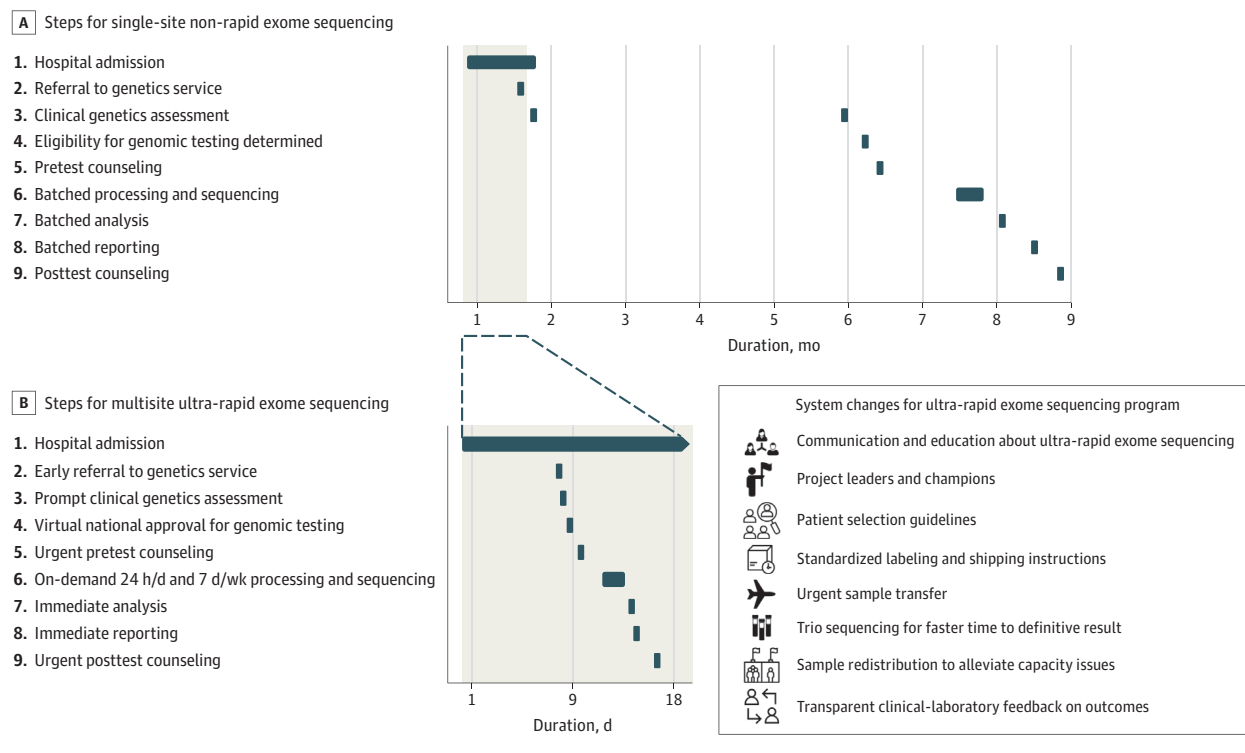 A Steps for single-site non-rapid exome sequencing
1. Hospital admission
2. Referral to genetics service
3. Clinical genetics assessment
4. Eligibility for genomic testing determined
5. Pretest counseling
6. Batched processing and sequencing
7. Batched analysis
8. Batched reporting
9. Posttest counseling
1 2 3 4 5 6 7 8 9
Duration, mo
B Steps for multisite ultra-rapid exome sequencing
1. Hospital admission
2. Early referral to genetics service
3. Prompt clinical genetics assessment
4. Virtual national approval for genomic testing
5. Urgent pretest counseling
6. On-demand 24 h/d and 7 d/wk processing and sequencing
7. Immediate analysis
8. Immediate reporting
9. Urgent posttest counseling
1 9 18
Duration, d
System changes for ultra-rapid exome sequencing program
Communication and education about ultra-rapid exome sequencing
Project leaders and champions
Patient selection guidelines
Standardized labeling and shipping instructions
Urgent sample transfer
Trio sequencing for faster time to definitive result
Sample redistribution to alleviate capacity issues
Transparent clinical-laboratory feedback on outcomes